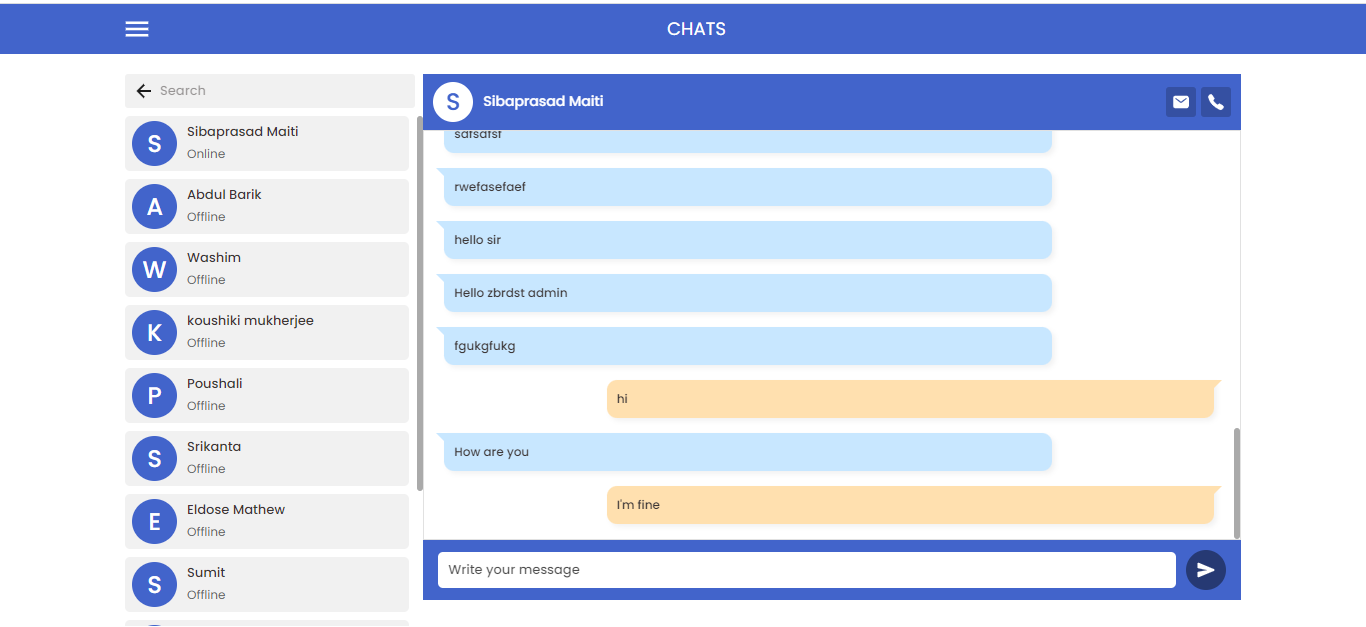 CHATS
Search
S
Sibaprasad Maiti
Online
A
Abdul Barik
Offline
W
Washim
Offline
K
koushiki mukherjee
Offline
P
Poushali
Offline
S
Srikanta
Offline
E
Eldose Mathew
Offline
S
Sumit
Offline
S
Sibaprasad Maiti
rwefasefaef
hello sir
Hello zbrdst admin
fgukgfukg
hi
How are you
I'm fine
Write your message